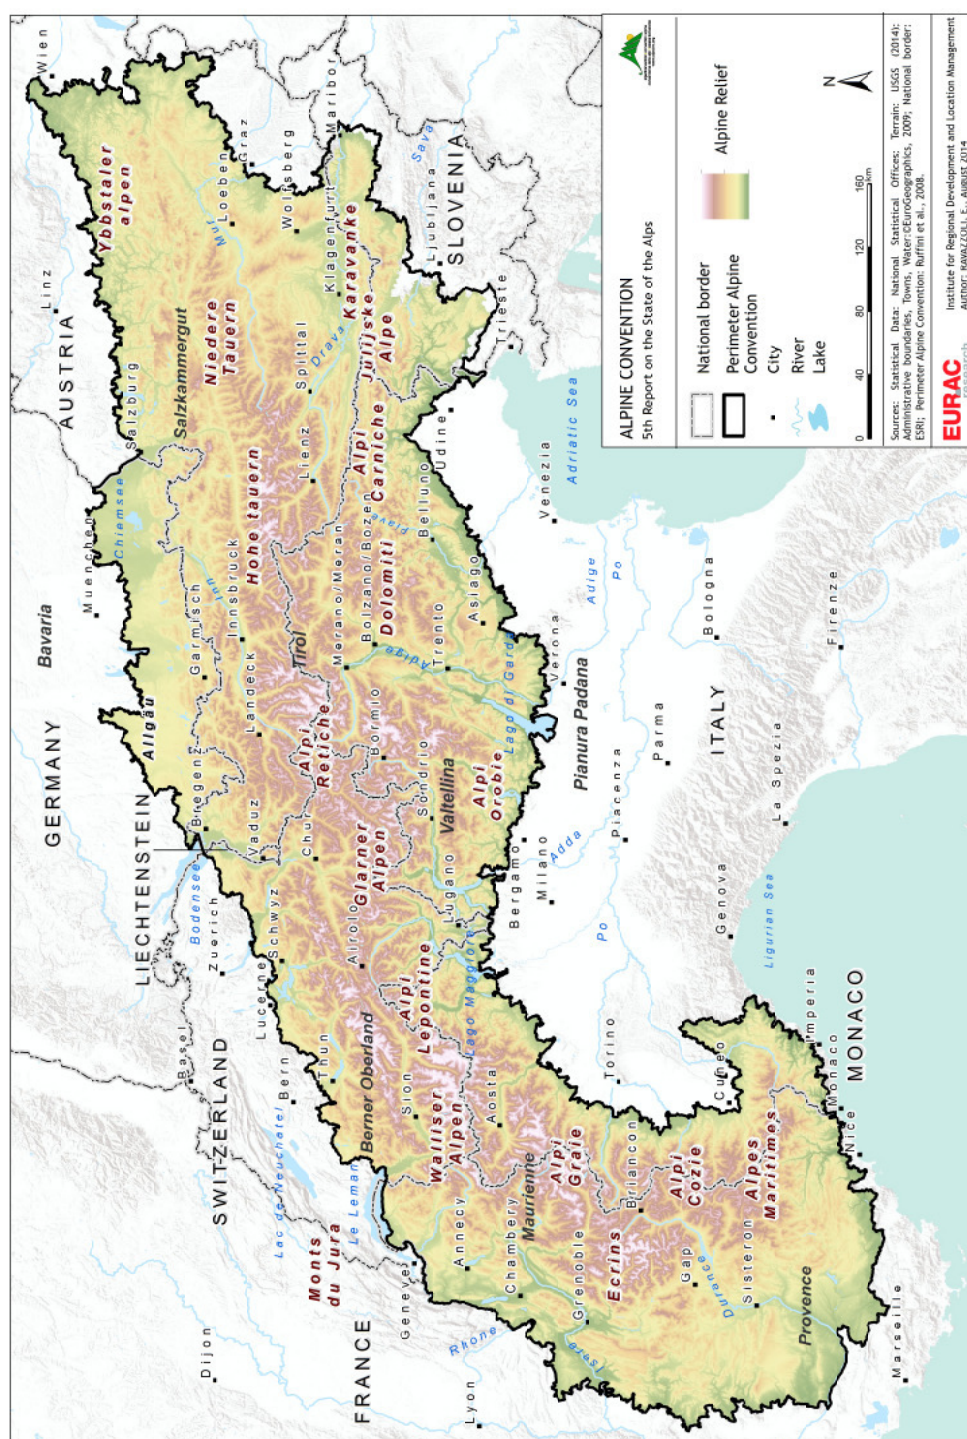 GERMANY
Bavaria
AUSTRIA
Linz
Wien
Muenchen
Chiemsee
Salzburg
Ybbstaler
alpen
Allgäu
LIECHTENSTEIN
Bregenz
Garmisch
Salzkammergut
Basel
Bodensee
Zuerich
Dijon
SWITZERLAND
Lucerne
Schwyz
Vaduz
Landeck
Innsbruck
Inn
Hohe tauern
Niedere
Tauern
Mur
Loeben
Graz
Lac de Neuchatel
Bern
Thun
Chur
Alpi
Retiche
Tirol
Lienz
Spittal
Wolfsberg
Monts
du Jura
Le Leman
Berner Oberland
Airolo
Glarner
Alpen
Bormio
Merano/Meran
Bolzano/Bozen
Dolomiti
Alpi
Carniche
Drava
Julijske
Alpe
Klagenfurt
Karavanke
Maribor
FRANCE
Geneve
Sion
Alpi
Lepontine
Lugano
Sondrio
Valtellina
Adige
Trento
Piave
Belluno
Udine
Ljubljana
Sava
SLOVENIA
Lyon
Rhone
Annecy
Walliser
Alpen
Aosta
Lago Maggiore
Alpi
Orobie
Lago di Garda
Asiago
Trieste
Chambery
Maurienne
Alpi
Graie
Bergamo
Milano
Adda
Verona
Venezia
Adriatic Sea
Isere
Grenoble
Ecrins
Briancon
Torino
Po
Piacenza
Pianura Padana
Adige
Po
Gap
Alpi
Cozie
Parma
Durance
Sisteron
Alpes
Maritimes
Cuneo
Genova
ITALY
Bologna
Provence
Imperia
Ligurian Sea
La Spezia
Firenze
Marseille
Nice
Monaco
MONACO
ALPINE CONVENTION
5th Report on the State of the Alps
National border
Perimeter Alpine
Convention
City
River
Lake
Alpine Relief
N
0 40 80 120 160
km
Sources: Statistical Data: National Statistical Offices; Terrain: USGS (2014);
Administrative boundaries, Towns, Water:©EuroGeographics, 2009; National border:
ESRI; Perimeter Alpine Convention: Ruffini et al., 2008.
EURAC
research
Institute for Regional Development and Location Management
Author: RAVAZZOLI, E., August 2014